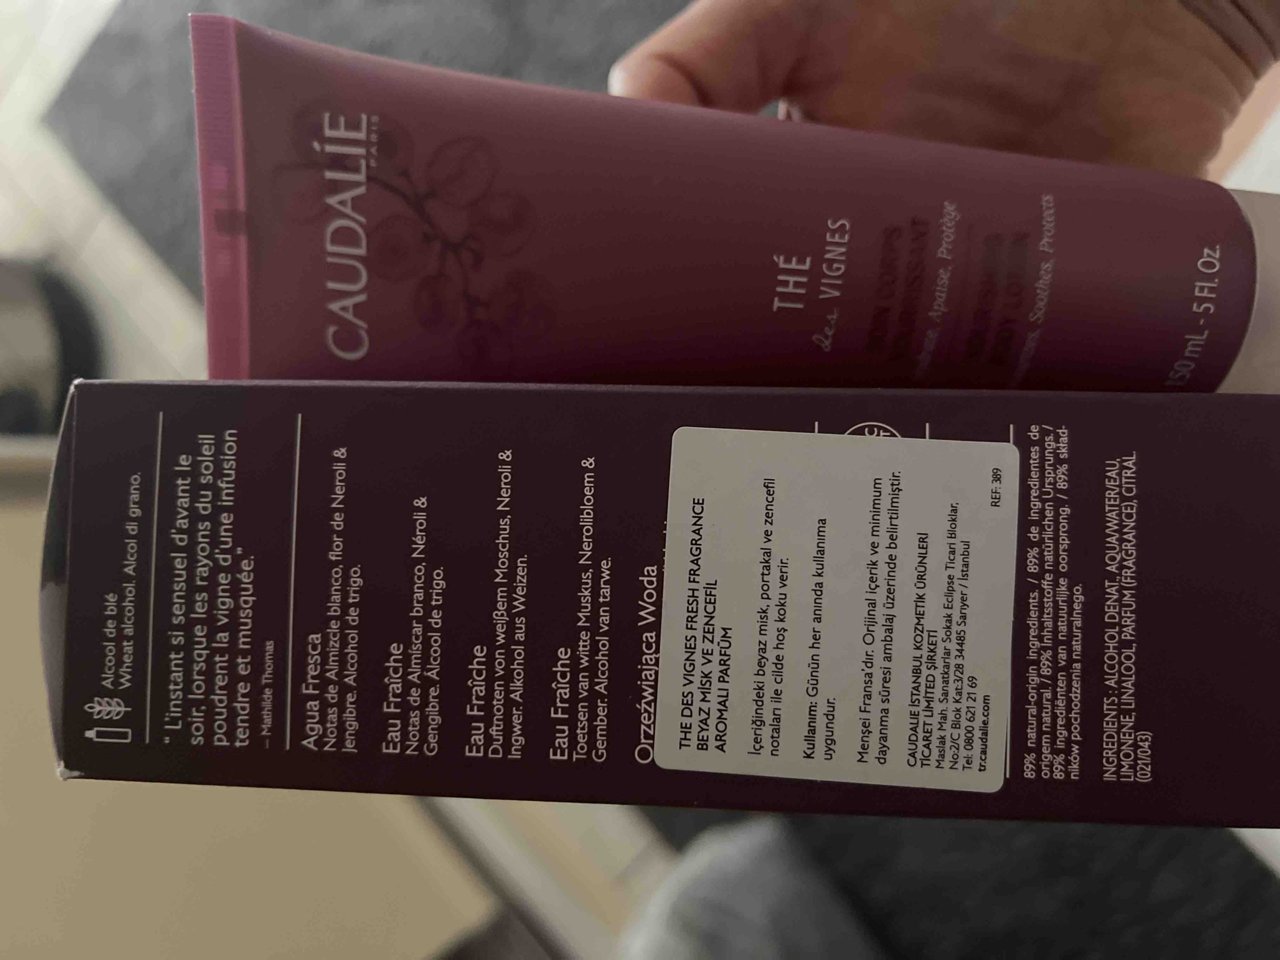 CAUDALÍE
PARIS
THÉ
des VIGNES
Apaise, Protège
Soothes, Protects
150 mL - 5 Fl. Oz.
Alcool de blé
Wheat alcohol. Alcol di grano.
" L'instant si sensuel d'avant le
soir, lorsque les rayons du soleil
poudrent la vigne d'une infusion
tendre et musquée."
– Mathilde Thomas
Agua Fresca
Notas de Almizcle blanco, flor de Neroli &
Jengibre. Alcohol de trigo.
Eau Fraîche
Notas de Almíscar branco, Néroli &
Gengibre. Álcool de trigo.
Eau Fraîche
Duftnoten von weißem Moschus, Neroli &
Ingwer. Alkohol aus Weizen.
Eau Fraîche
Toetsen van witte Muskus, Nerolibloem &
Gember. Alcohol van tarwe.
Orzeźwiająca Woda
THE DES VIGNES FRESH FRAGRANCE
BEYAZ MİSK VE ZENCEFİL
AROMALI PARFÜM
İçeriğindeki beyaz misk, portakal ve zencefil
notaları ile cilde hoş koku verir.
Kullanım: Günün her anında kullanıma
uygundur.
Menşei Fransa'dır. Orijinal içerik ve minimum
dayanma süresi ambalaj üzerinde belirtilmiştir.
CAUDALIE İSTANBUL KOZMETİK ÜRÜNLERİ
TİCARET LİMİTED ŞİRKETİ
Maslak Mah. Sanatkarlar Sokak Eclipse Ticari Bloklar,
No:2/C Blok Kat:3/28 34485 Sarıyer / İstanbul
Tel: 0800 621 21 69
tr.caudalie.com
REF: 389
89% natural-origin ingredients. / 89% de ingredientes de
origem natural. / 89% Inhaltsstoffe natürlichen Ursprungs./
89% ingrediënten van natuurlijke oorsprong. / 89% skład-
ników pochodzenia naturalnego.
INGREDIENTS : ALCOHOL DENAT, AQUA/WATER/EAU,
LIMONENE, LINALOOL, PARFUM (FRAGRANCE), CITRAL
(021/043)